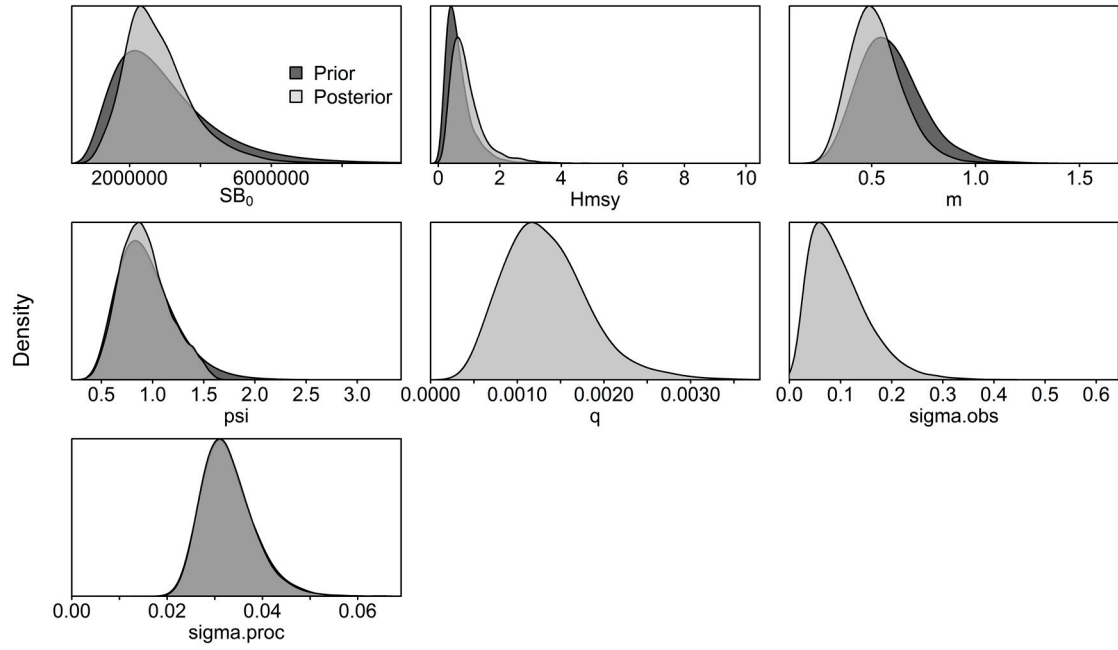 Prior
Posterior
2000000 6000000
SB₀
0 2 4 6 8 10
Hmsy
0.5 1.0 1.5
m
Density
0.5 1.0 1.5 2.0 2.5 3.0
psi
0.0000 0.0010 0.0020 0.0030
q
0.0 0.1 0.2 0.3 0.4 0.5 0.6
sigma.obs
0.00 0.02 0.04 0.06
sigma.proc